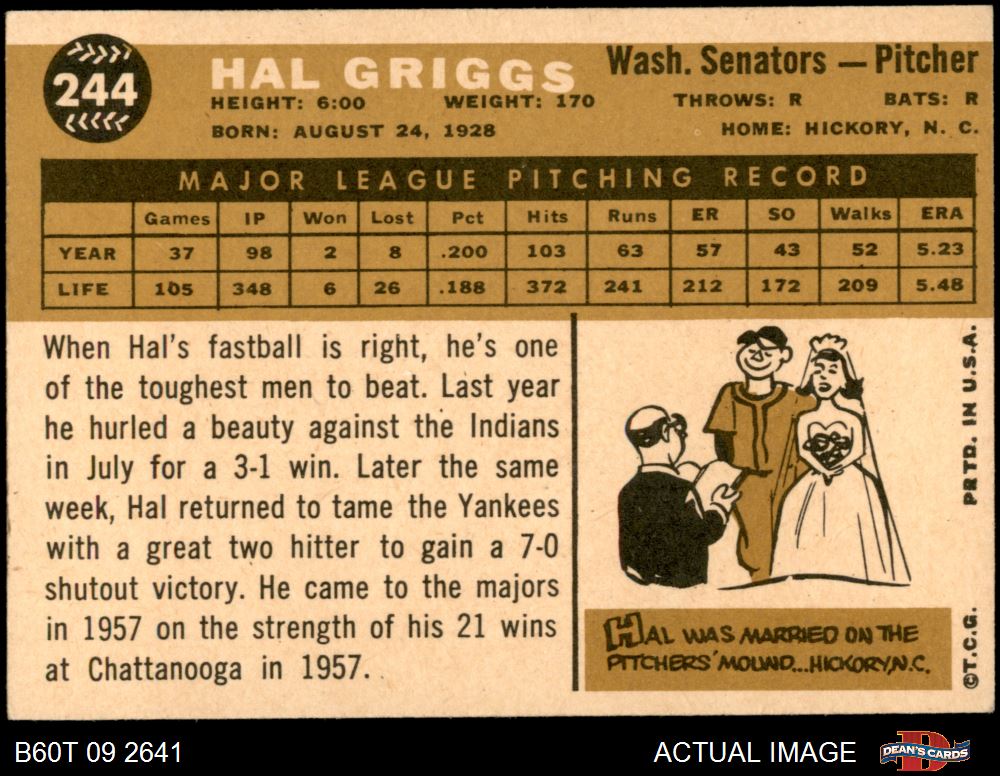 244
HAL GRIGGS
Wash. Senators — Pitcher
HEIGHT: 6:00 WEIGHT: 170 THROWS: R BATS: R
BORN: AUGUST 24, 1928 HOME: HICKORY, N. C.
MAJOR LEAGUE PITCHING RECORD
Games IP Won Lost Pct Hits Runs ER SO Walks ERA
YEAR 37 98 2 8 .200 103 63 57 43 52 5.23
LIFE 105 348 6 26 .188 372 241 212 172 209 5.48
When Hal's fastball is right, he's one
of the toughest men to beat. Last year
he hurled a beauty against the Indians
in July for a 3-1 win. Later the same
week, Hal returned to tame the Yankees
with a great two hitter to gain a 7-0
shutout victory. He came to the majors
in 1957 on the strength of his 21 wins
at Chattanooga in 1957.
HAL WAS MARRIED ON THE
PITCHERS' MOUND...HICKORY, N.C.
©T.C.G. PRTD. IN U.S.A.
B60T 09 2641 ACTUAL IMAGE
D
DEAN'S CARDS